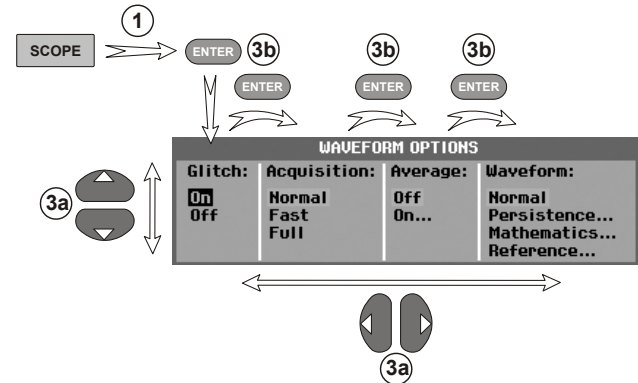 1
SCOPE
ENTER
3b
3b
3b
ENTER
ENTER
ENTER
WAVEFORM OPTIONS
Glitch: Acquisition: Average: Waveform:
On Normal Off Normal
Off Fast On... Persistence...
Full Mathematics...
Reference...
3a
3a